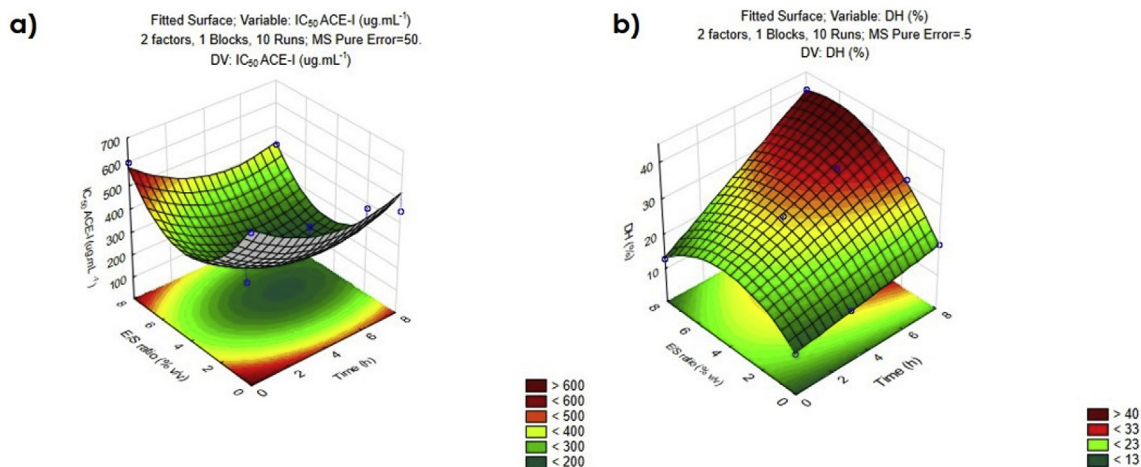 a)
Fitted Surface; Variable: IC50 ACE-I (ug.mL-1)
2 factors, 1 Blocks, 10 Runs; MS Pure Error=50.
DV: IC50 ACE-I (ug.mL-1)
700
600
500
400
300
200
100
IC50 ACE-I (ug.mL-1)
8
6
4
2
0
E/S ratio (% v/v)
0
2
4
6
8
Time (h)
> 600
< 600
< 500
< 400
< 300
< 200
b)
Fitted Surface; Variable: DH (%)
2 factors, 1 Blocks, 10 Runs; MS Pure Error=.5
DV: DH (%)
40
30
20
10
DH (%)
8
6
4
2
0
E/S ratio (% v/v)
0
2
4
6
8
Time (h)
> 40
< 33
< 23
< 13